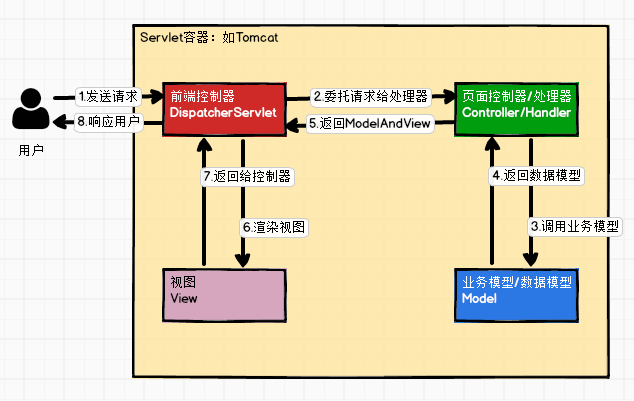 Servlet容器：如Tomcat
1.发送请求
前端控制器
DispatcherServlet
2.委托请求给处理器
页面控制器/处理器
Controller/Handler
8.响应用户
5.返回ModelAndView
用户
7.返回给控制器
4.返回数据模型
6.渲染视图
3.调用业务模型
视图
View
业务模型/数据模型
Model